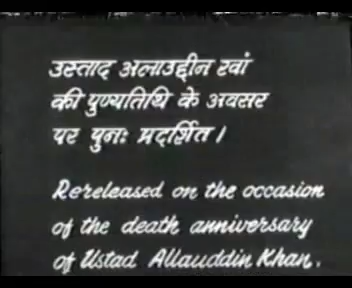 उस्ताद अलाउद्दीन खां
की पुण्यतिथि के अवसर
पर पुनः प्रदर्शित।
Rereleased on the occasion
of the death anniversary
of Ustad Allauddin Khan.